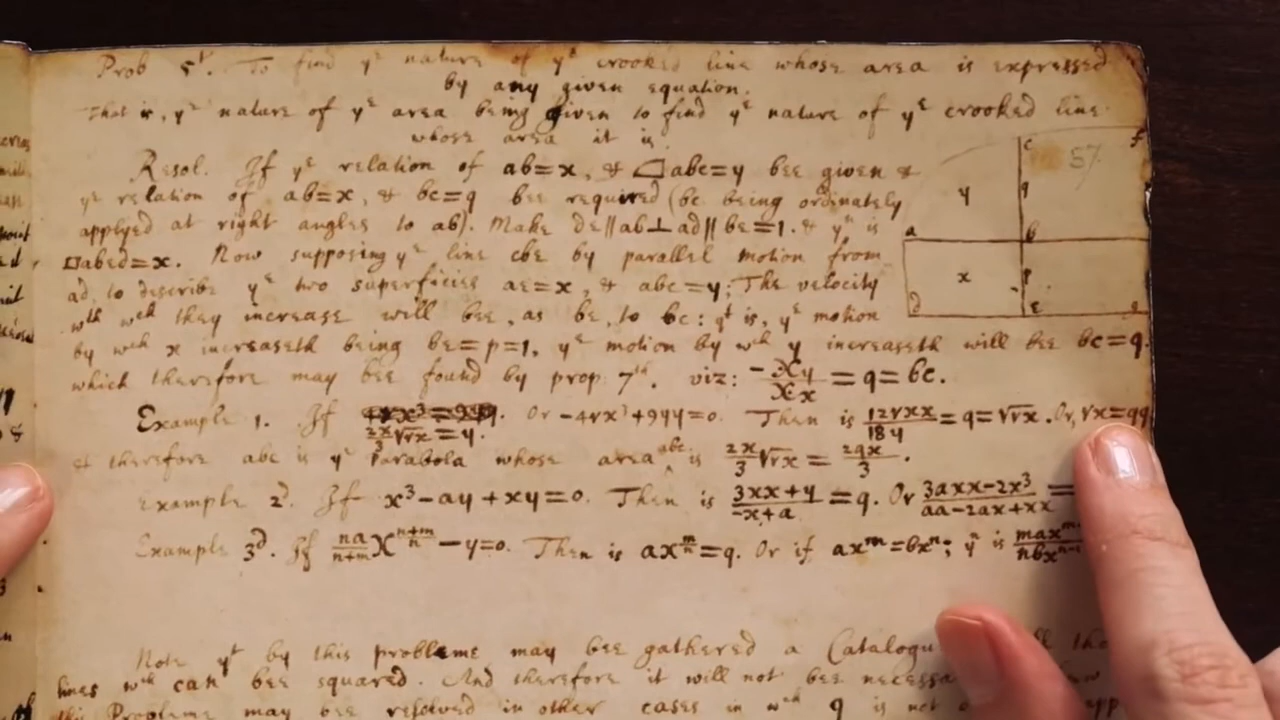 Prob 5t. To find ye nature of ye crooked line whose area is expressed
by any given equation.
That is, ye nature of ye area being given to find ye nature of ye crooked line
whose area it is.
Resol. If ye relation of ab=x, & △abc=y bee given &
ye relation of ab=x, & bc=q bee required (bc being ordinately
applyed at right angles to ab). Make de∥ab⊥ad∥be=1. & yn is
□abed=x. Now supposing ye line cbe by parallel motion from
ad, to describe ye two superficies ae=x, & abc=y; The velocity
wth wch they increase will bee, as be, to bc: yt is, ye motion
by wch x increaseth being be=p=1, ye motion by wch y increaseth will bee bc=q.
which therefore may bee found by prop 7th. viz: -𝒳y/𝒳x = q = bc.
Example 1. If 2x/3 √rx = y. Or -4rx³+9yy=0. Then is 12rxx/18y = q = √rx. Or, rx=qq
& therefore abc is ye Parabola whose area abc is 2x/3 √rx = 2qx/3.
Example 2d. If x³-ay+xy=0. Then is 3xx+y/-x+a = q. Or 3axx-2x³/aa-2ax+xx =
Example 3d. If na/n+m x^(n+m/n) - y=0. Then is ax^(m/n)=q. Or if ax^m=bx^n; yn is
Note yt by this probleme may bee gathered a
lines wch can bee squared. And therefore it will not bee
this Probleme may bee resolved in other cases in wch q is not
c
f
57
y
q
a
b
x
p
d
e
g